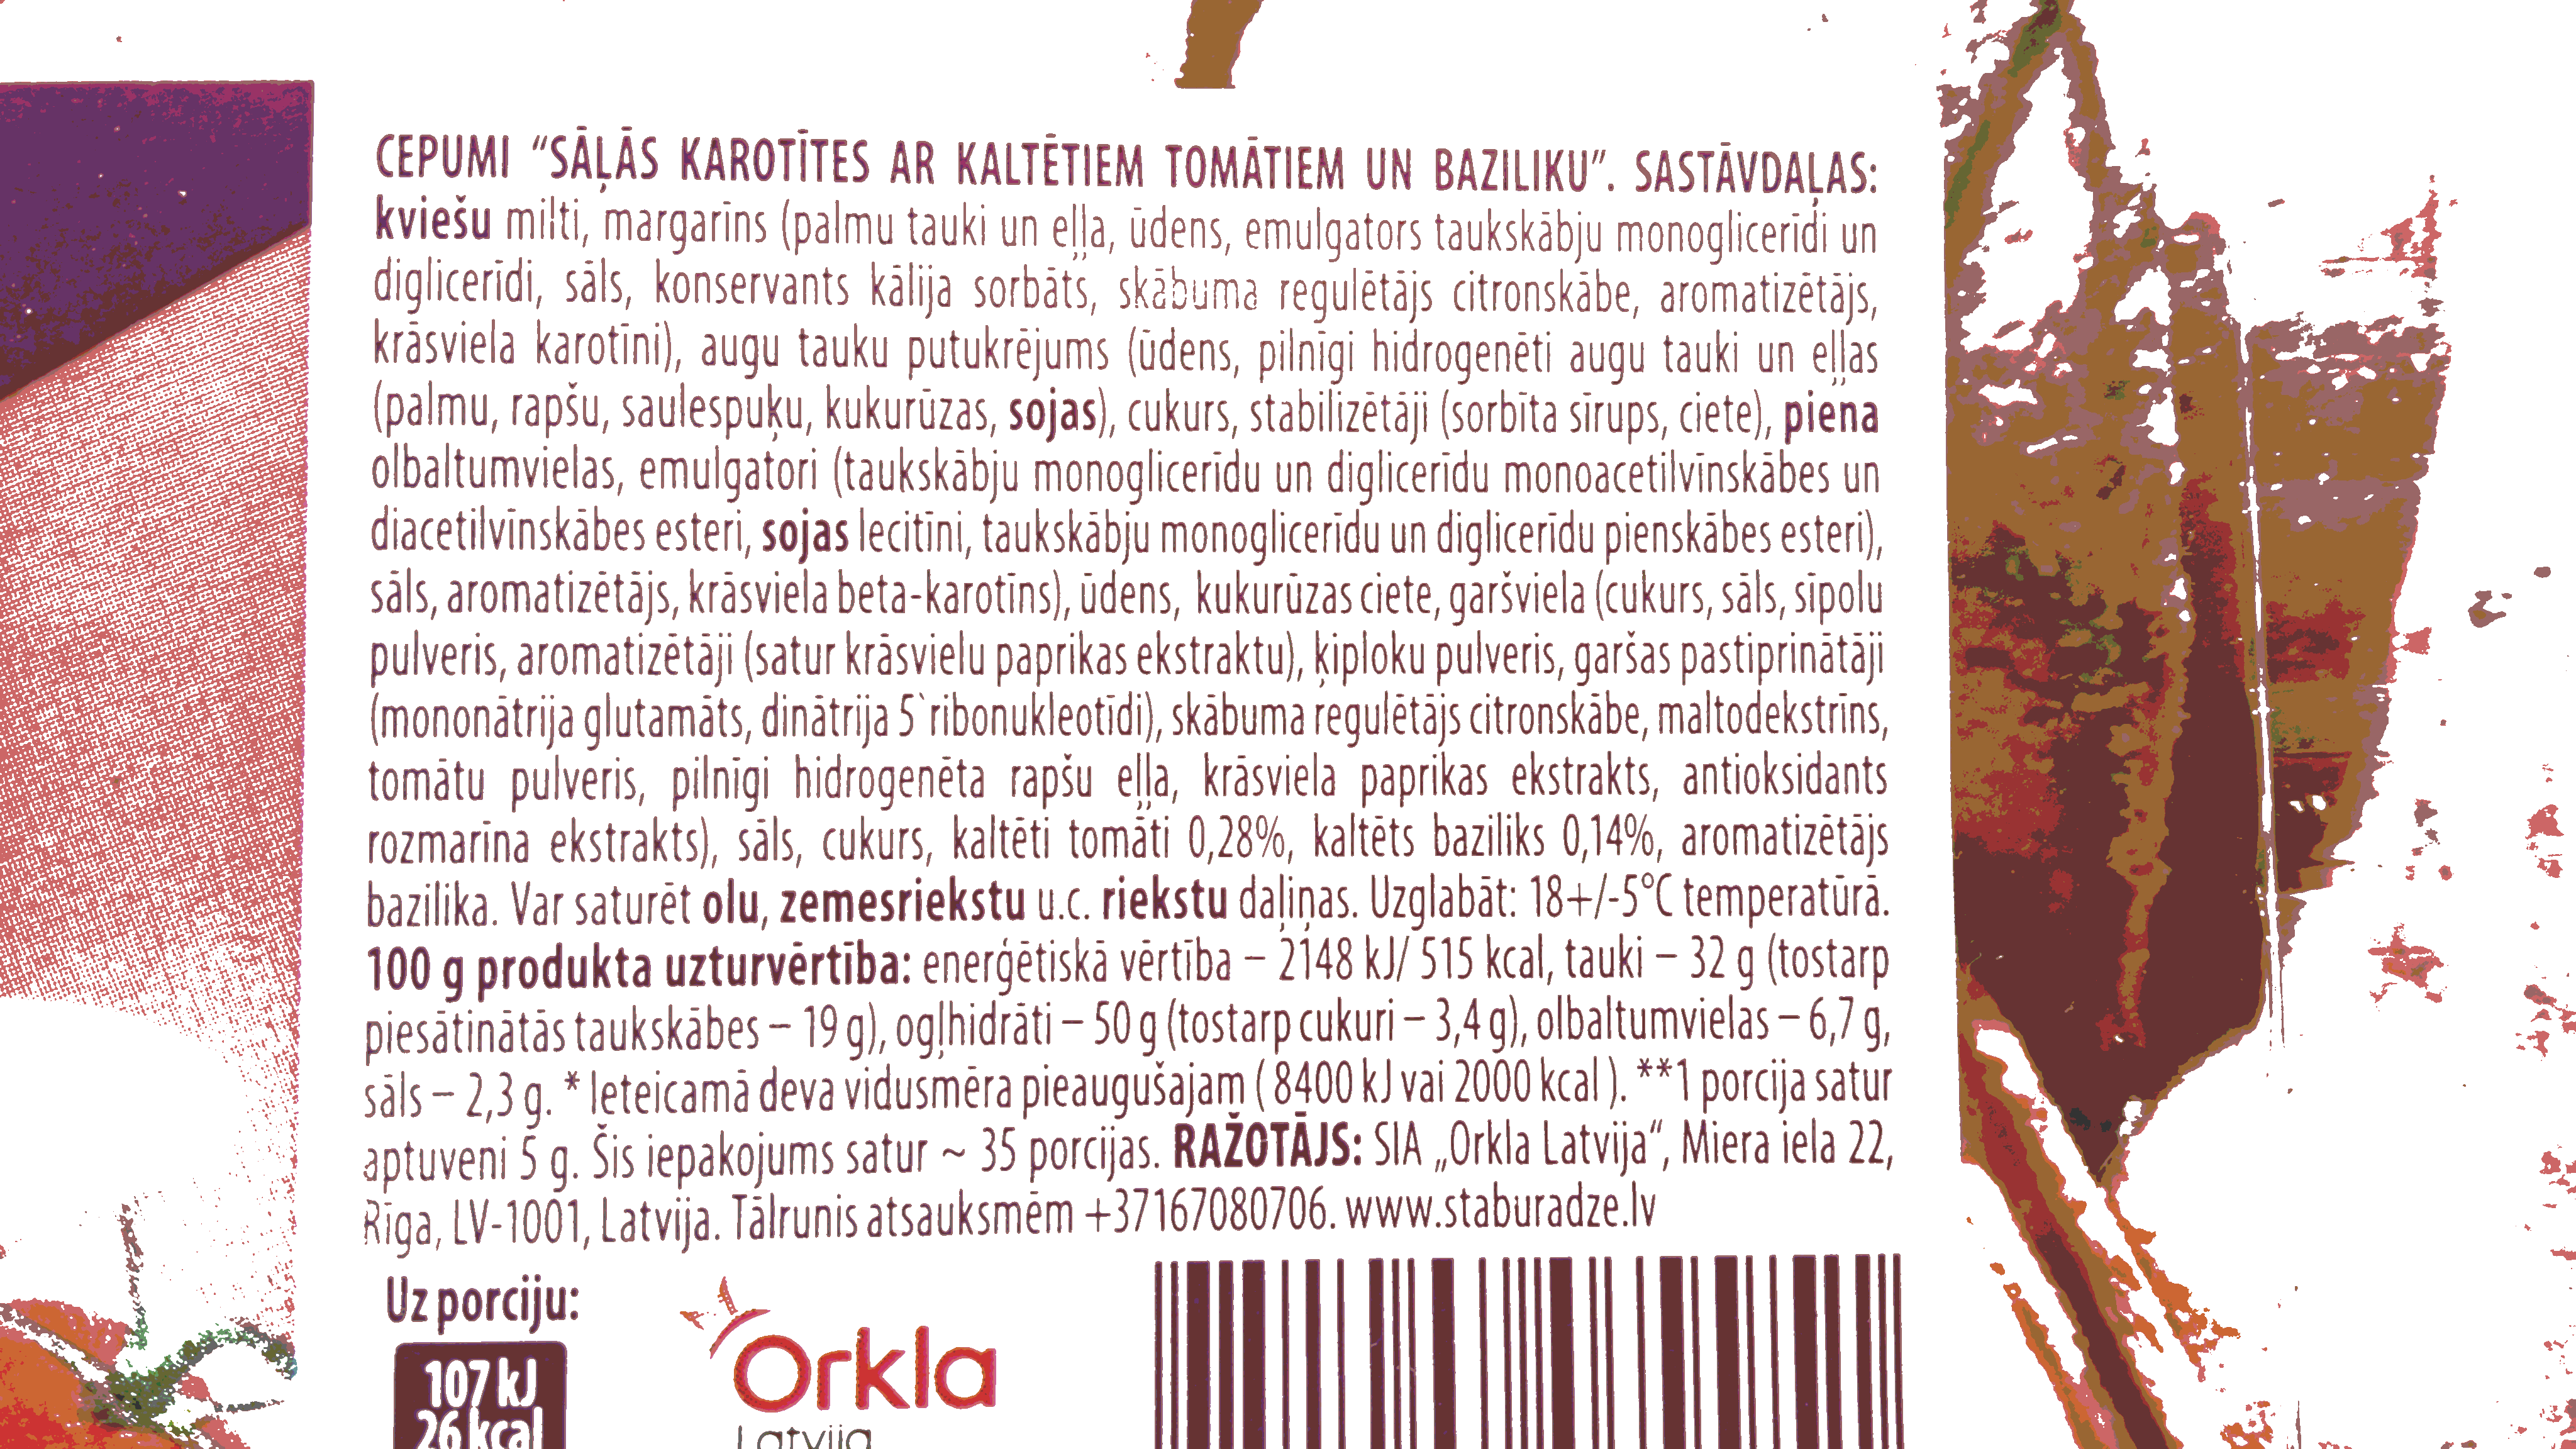 CEPUMI “SĀĻĀS KAROTĪTES AR KALTĒTIEM TOMĀTIEM UN BAZILIKU”. SASTĀVDAĻAS:
kviešu milti, margarīns (palmu tauki un eļļa, ūdens, emulgators taukskābju monoglicerīdi un
diglicerīdi, sāls, konservants kālija sorbāts, skābuma regulētājs citronskābe, aromatizētājs,
krāsviela karotīni), augu tauku putukrējums (ūdens, pilnīgi hidrogenēti augu tauki un eļļas
(palmu, rapšu, saulespuķu, kukurūzas, sojas), cukurs, stabilizētāji (sorbīta sīrups, ciete), piena
olbaltumvielas, emulgatori (taukskābju monoglicerīdu un diglicerīdu monoacetilvīnskābes un
diacetilvīnskābes esteri, sojas lecitīni, taukskābju monoglicerīdu un diglicerīdu pienskābes esteri),
sāls, aromatizētājs, krāsviela beta-karotīns), ūdens, kukurūzas ciete, garšviela (cukurs, sāls, sīpolu
pulveris, aromatizētāji (satur krāsvielu paprikas ekstraktu), ķiploku pulveris, garšas pastiprinātāji
(mononātrija glutamāts, dinātrija 5`ribonukleotīdi), skābuma regulētājs citronskābe, maltodekstrīns,
tomātu pulveris, pilnīgi hidrogenēta rapšu eļļa, krāsviela paprikas ekstrakts, antioksidants
rozmarīna ekstrakts), sāls, cukurs, kaltēti tomāti 0,28%, kaltēts baziliks 0,14%, aromatizētājs
bazilika. Var saturēt olu, zemesriekstu u.c. riekstu daļiņas. Uzglabāt: 18+/-5°C temperatūrā.
100 g produkta uzturvērtība: enerģētiskā vērtība – 2148 kJ/ 515 kcal, tauki – 32 g (tostarp
piesātinātās taukskābes – 19 g), ogļhidrāti – 50 g (tostarp cukuri – 3,4 g), olbaltumvielas – 6,7 g,
sāls – 2,3 g. * Ieteicamā deva vidusmēra pieaugušajam ( 8400 kJ vai 2000 kcal ). **1 porcija satur
aptuveni 5 g. Šis iepakojums satur ~ 35 porcijas. RAŽOTĀJS: SIA „Orkla Latvija“, Miera iela 22,
Rīga, LV-1001, Latvija. Tālrunis atsauksmēm +37167080706. www.staburadze.lv
Uz porciju:
107 kJ
26 kcal
Orkla
Latvija